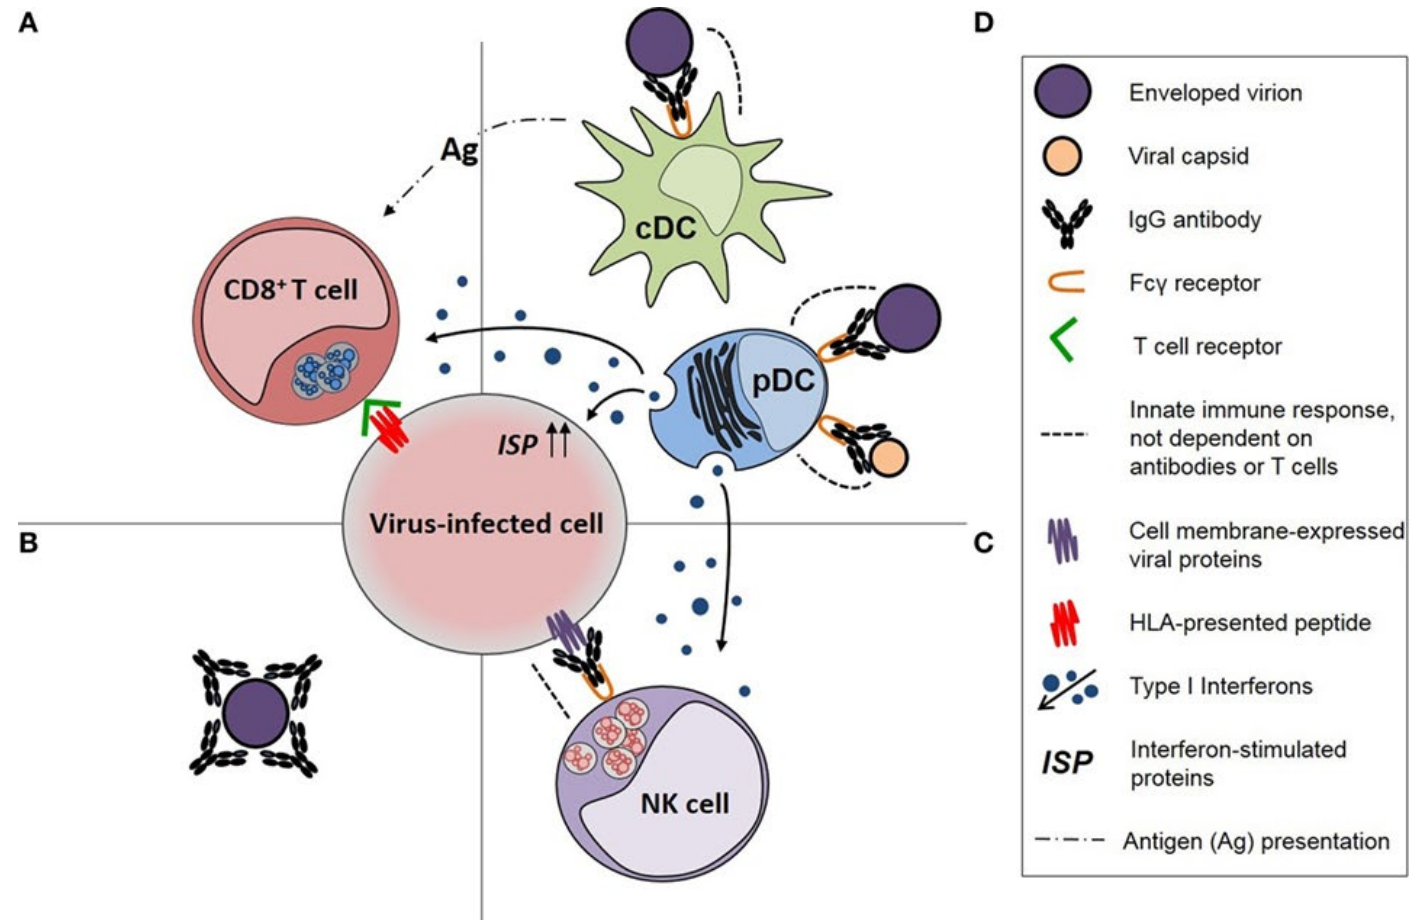 A
D
Ag
cDC
CD8⁺ T cell
pDC
ISP
Virus-infected cell
B
C
NK cell
Enveloped virion
Viral capsid
IgG antibody
Fcγ receptor
T cell receptor
Innate immune response,
not dependent on
antibodies or T cells
Cell membrane-expressed
viral proteins
HLA-presented peptide
Type I Interferons
ISP
Interferon-stimulated
proteins
Antigen (Ag) presentation